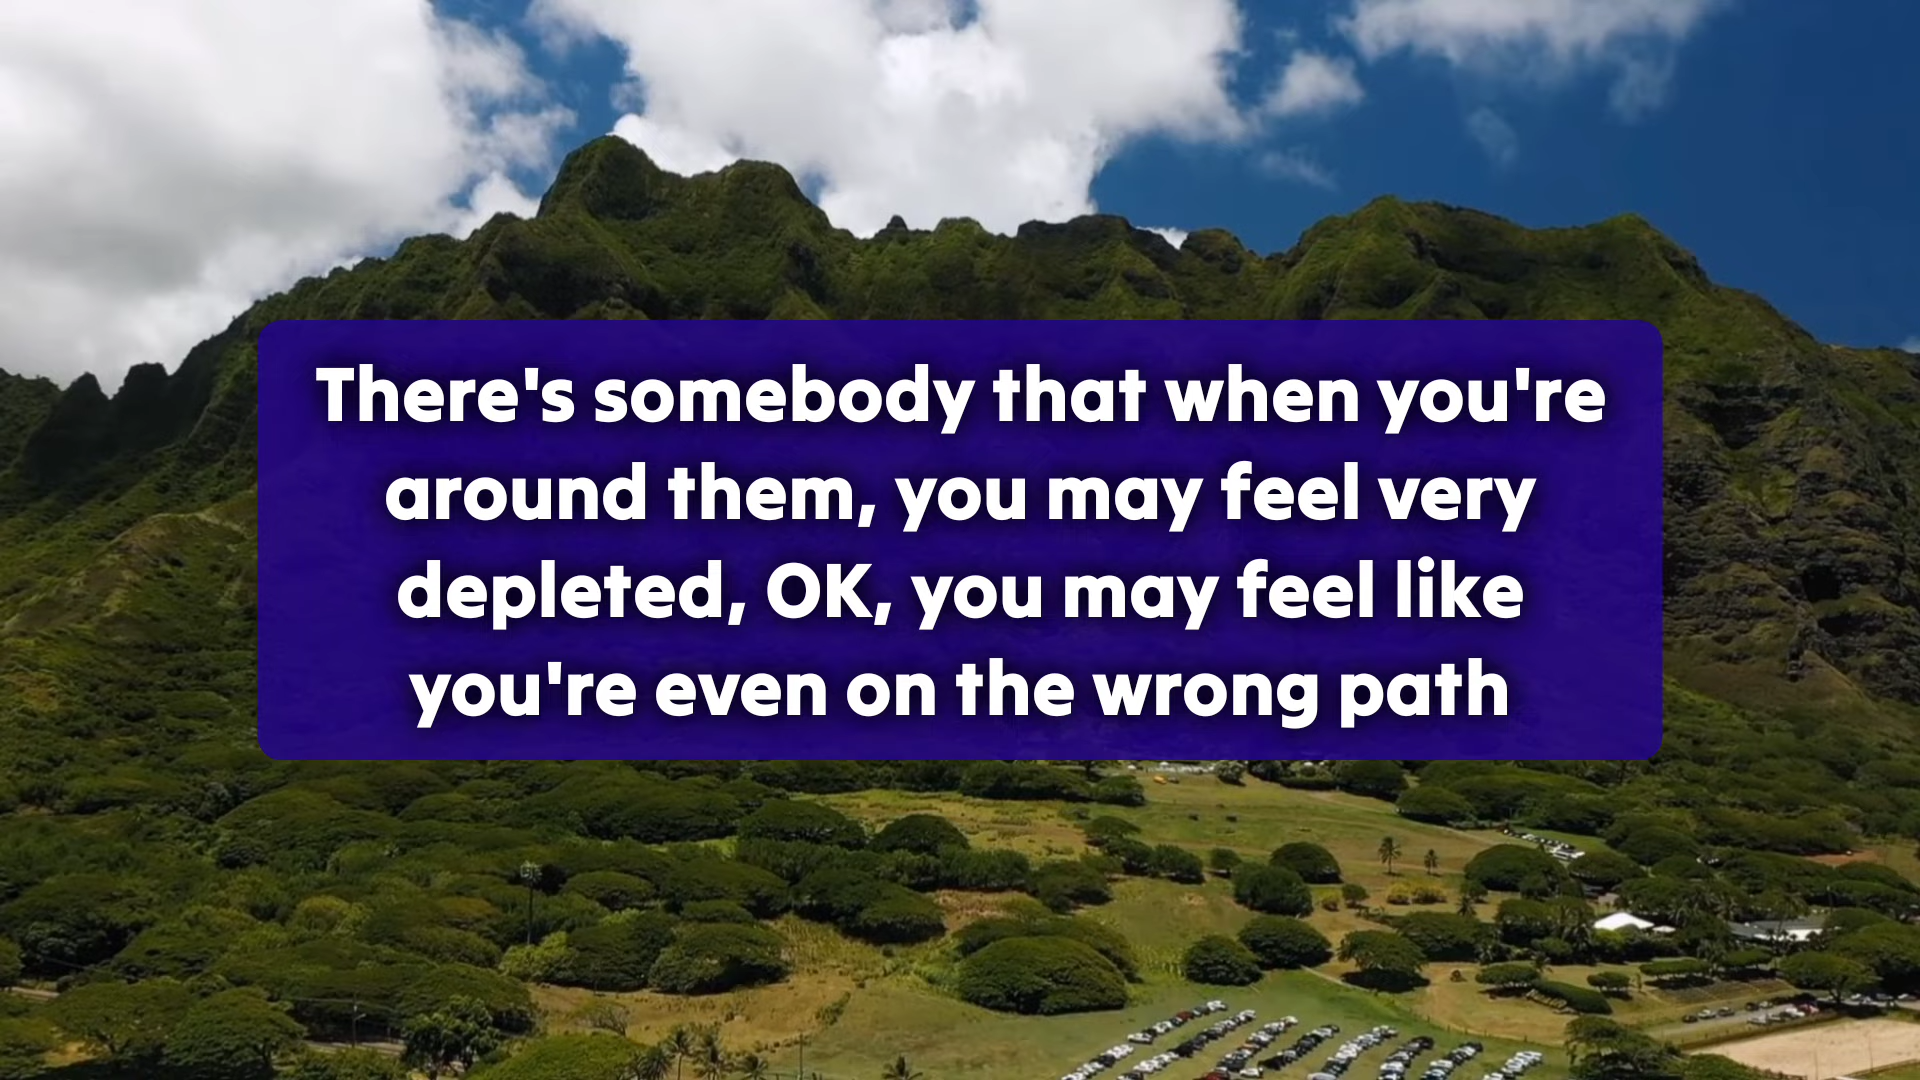 There's somebody that when you're
around them, you may feel very
depleted, OK, you may feel like
you're even on the wrong path